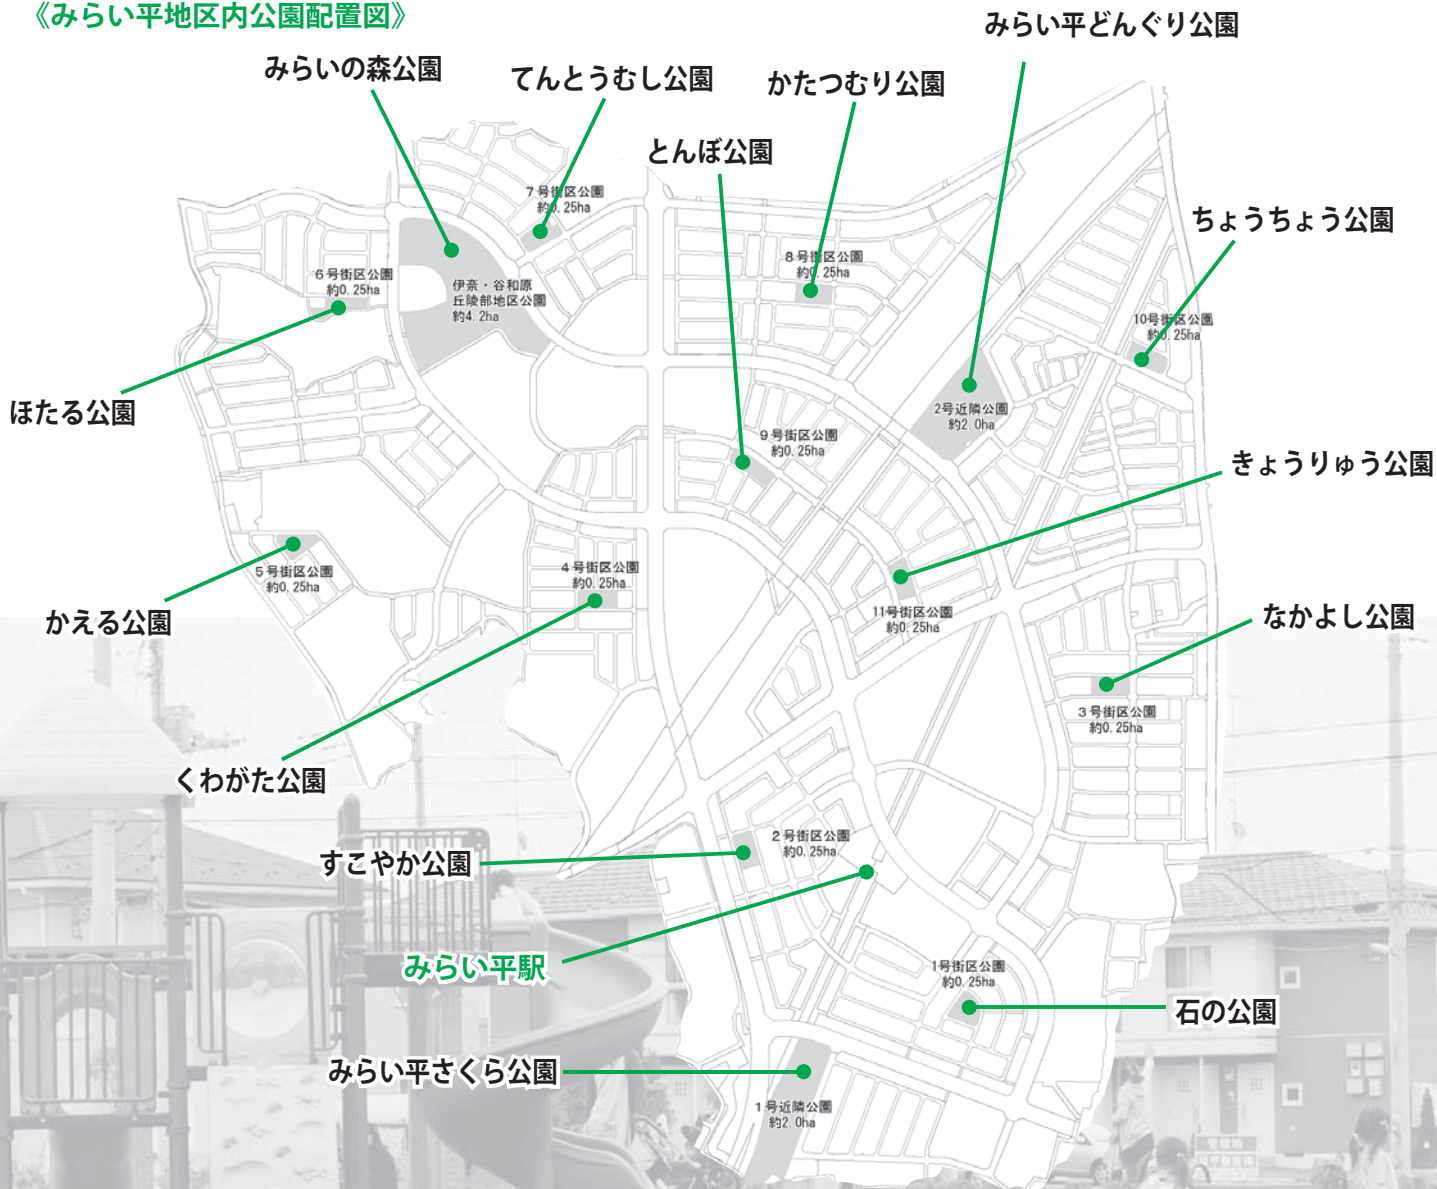 《みらい平地区内公園配置図》
みらい平どんぐり公園
みらいの森公園
てんとうむし公園
かたつむり公園
とんぼ公園
７号街区公園
約0.25ha
ちょうちょう公園
８号街区公園
約0.25ha
６号街区公園
約0.25ha
伊奈・谷和原
丘陵部地区公園
約4.2ha
10号街区公園
約0.25ha
ほたる公園
2号近隣公園
約2.0ha
９号街区公園
約0.25ha
きょうりゅう公園
５号街区公園
約0.25ha
４号街区公園
約0.25ha
11号街区公園
約0.25ha
かえる公園
なかよし公園
３号街区公園
約0.25ha
くわがた公園
２号街区公園
約0.25ha
すこやか公園
みらい平駅
1号街区公園
約0.25ha
石の公園
みらい平さくら公園
１号近隣公園
約2.0ha